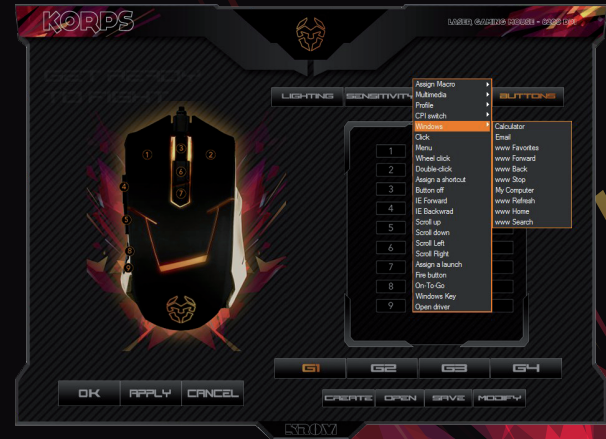 KORPS
LASER GAMING MOUSE - 8200 DPI
LIGHTING
SENSITIVITY
BUTTONS
1
2
3
6
7
4
5
8
9
1
2
3
4
5
6
7
8
9
Assign Macro
Multimedia
Profile
CPI switch
Windows
Click
Menu
Wheel click
Double-click
Assign a shortcut
Button off
IE Forward
IE Backwrad
Scroll up
Scroll down
Scroll Left
Scroll Right
Assign a launch
Fire button
On-To-Go
Windows Key
Open driver
Calculator
Email
www Favorites
www Forward
www Back
www Stop
My Computer
www Refresh
www Home
www Search
G1 G2 G3 G4
OK APPLY CANCEL
CREATE OPEN SAVE MODIFY
KROM